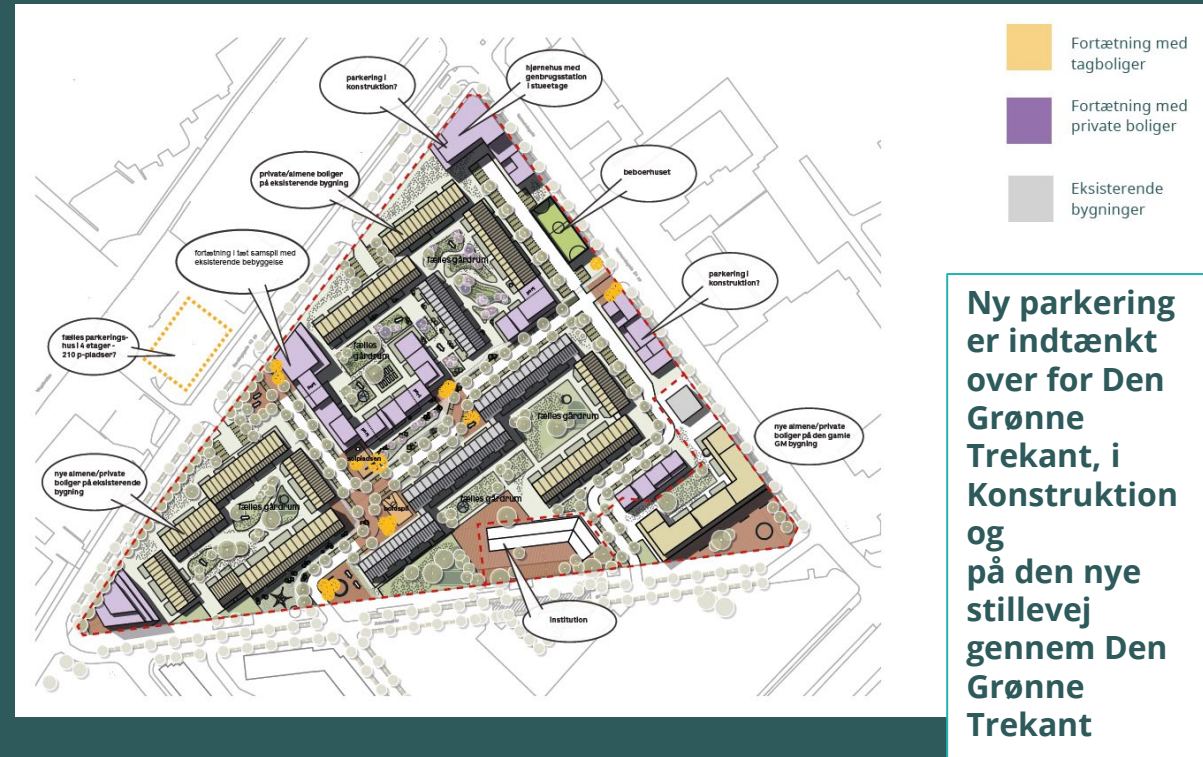 parkering i
konstruktion?
hjørnehus med
genbrugsstation
i stueetage
private/almene boliger
på eksisterende bygning
beboerhuset
fortætning i tæt samspil med
eksisterende bebyggelse
parkering i
konstruktion?
fælles parkerings-
hus i 4 etager -
210 p-pladser?
nye almene/private
boliger på den gamle
GM bygning
nye almene/private
boliger på eksisterende
bygning
institution
fælles gårdrum
fælles
gårdrum
fælles gårdrum
solpladsen
fælles gårdrum
fælles gårdrum
boldspil
Fortætning med
tagboliger
Fortætning med
private boliger
Eksisterende
bygninger
Ny parkering
er indtænkt
over for Den
Grønne
Trekant, i
Konstruktion
og
på den nye
stillevej
gennem Den
Grønne
Trekant